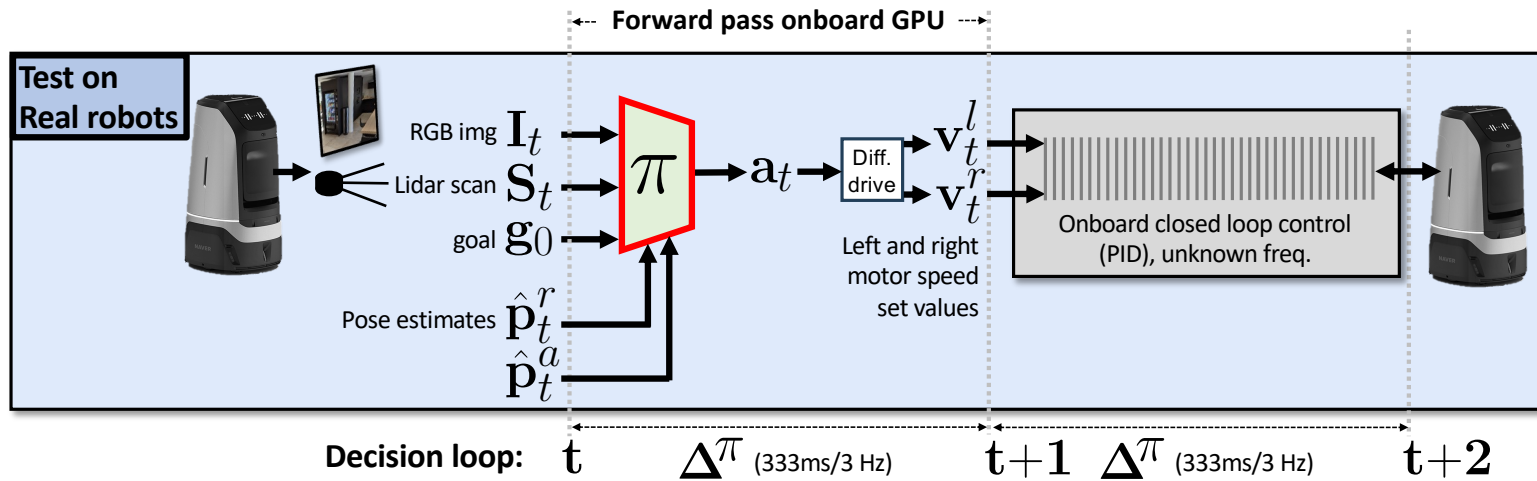 Forward pass onboard GPU
Test on
Real robots
RGB img I_t
Lidar scan S_t
goal g_0
Pose estimates p̂_t^r
p̂_t^a
π
a_t
Diff.
drive
v_t^l
v_t^r
Left and right
motor speed
set values
Onboard closed loop control
(PID), unknown freq.
Decision loop: t Δ^π (333ms/3 Hz) t+1 Δ^π (333ms/3 Hz) t+2